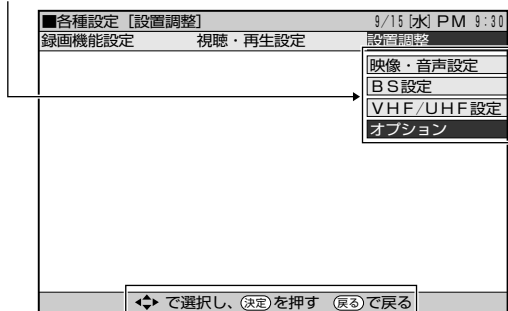 ■各種設定［設置調整］ 9/15[水]PM 9:30
録画機能設定 視聴・再生設定 設置調整
映像・音声設定
BS設定
VHF/UHF設定
オプション
で選択し、決定を押す 戻るで戻る